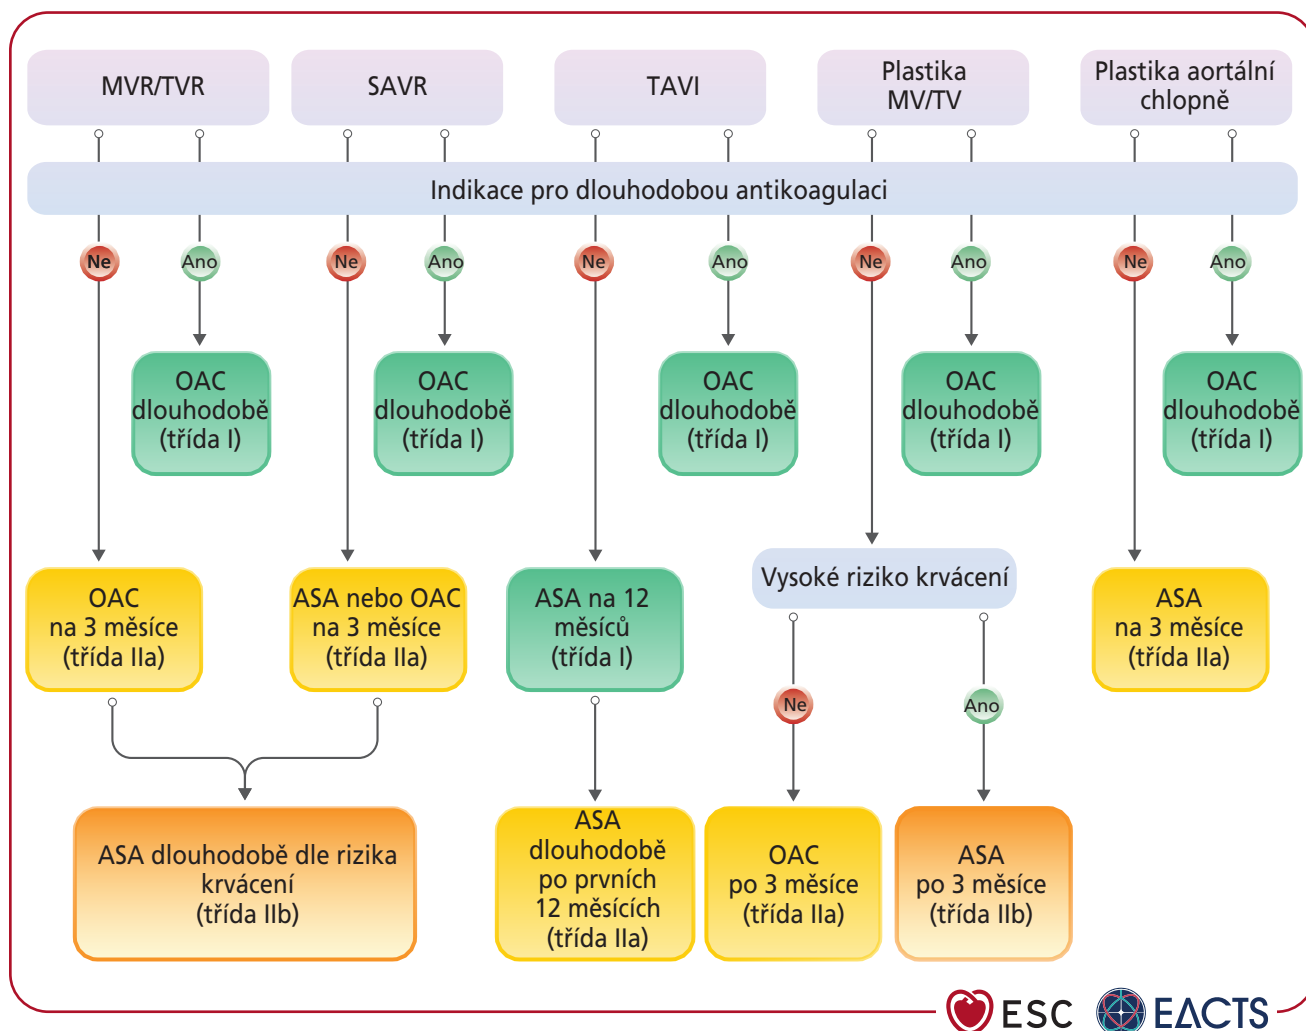 MVR/TVR
SAVR
TAVI
Plastika
MV/TV
Plastika aortální
chlopně
Indikace pro dlouhodobou antikoagulaci
Ne
Ano
Ne
Ano
Ne
Ano
Ne
Ano
Ne
Ano
OAC
dlouhodobě
(třída I)
OAC
dlouhodobě
(třída I)
OAC
dlouhodobě
(třída I)
OAC
dlouhodobě
(třída I)
OAC
dlouhodobě
(třída I)
OAC
na 3 měsíce
(třída IIa)
ASA nebo OAC
na 3 měsíce
(třída IIa)
ASA na 12
měsíců
(třída I)
Vysoké riziko krvácení
ASA
na 3 měsíce
(třída IIa)
Ne
Ano
ASA dlouhodobě dle rizika
krvácení
(třída IIb)
ASA
dlouhodobě
po prvních
12 měsících
(třída IIa)
OAC
po 3 měsíce
(třída IIa)
ASA
po 3 měsíce
(třída IIb)
ESC
EACTS